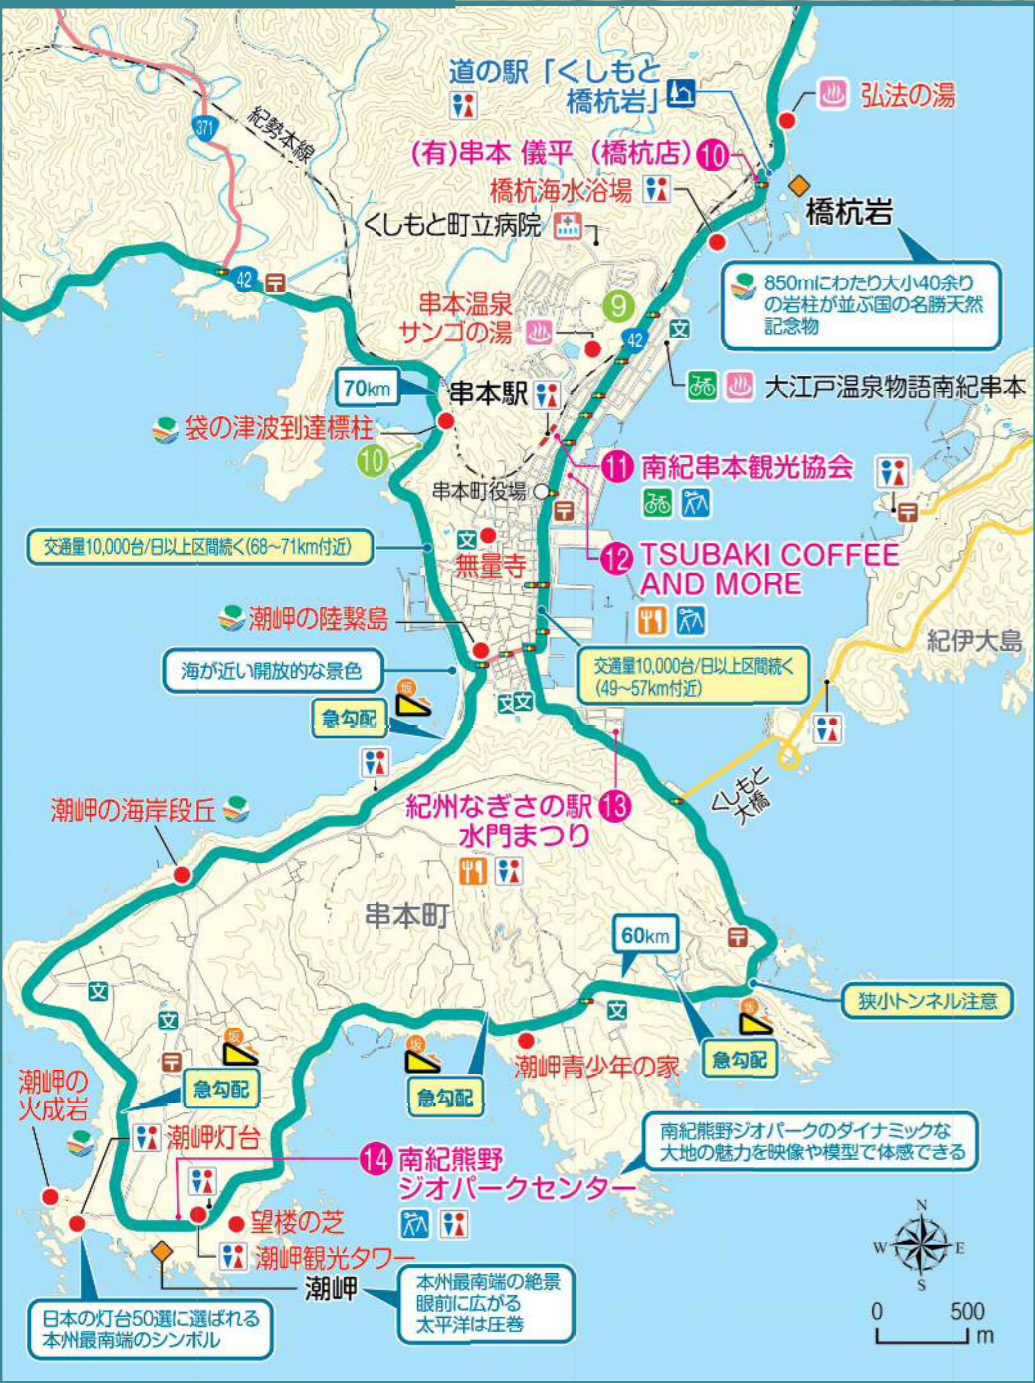 道の駅「くしもと
橋杭岩」
弘法の湯
371
紀勢本線
(有)串本 儀平（橋杭店）10
橋杭海水浴場
橋杭岩
くしもと町立病院
850mにわたり大小40余り
の岩柱が並ぶ国の名勝天然
記念物
42
串本温泉
サンゴの湯
9
42
文
70km
串本駅
大江戸温泉物語南紀串本
袋の津波到達標柱
10
11 南紀串本観光協会
串本町役場
交通量10,000台/日以上区間続く(68～71km付近)
文
無量寺
12 TSUBAKI COFFEE
AND MORE
潮岬の陸繋島
紀伊大島
海が近い開放的な景色
交通量10,000台/日以上区間続く
(49～57km付近)
坂
急勾配
文文
くしもと
大橋
潮岬の海岸段丘
紀州なぎさの駅 13
水門まつり
串本町
60km
文
狭小トンネル注意
文
文
坂
坂
坂
急勾配
潮岬青少年の家
急勾配
急勾配
潮岬の
火成岩
潮岬灯台
南紀熊野ジオパークのダイナミックな
大地の魅力を映像や模型で体感できる
14 南紀熊野
ジオパークセンター
望楼の芝
潮岬観光タワー
潮岬
本州最南端の絶景
眼前に広がる
太平洋は圧巻
日本の灯台50選に選ばれる
本州最南端のシンボル
N
W E
S
0 500
m